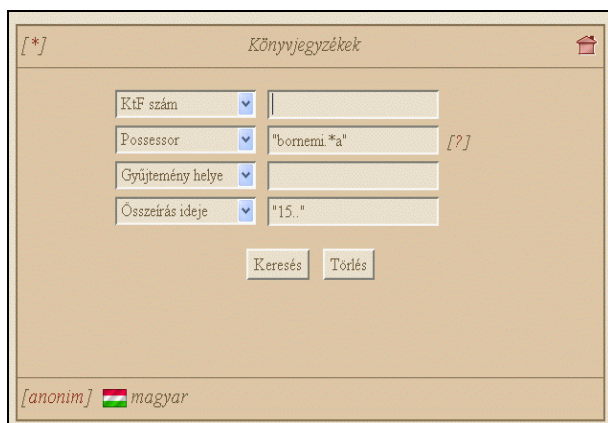 [*] Könyvjegyzékek
KtF szám
Possessor "bornemi.*a" [?]
Gyűjtemény helye
Összeírás ideje "15.."
Keresés Törlés
[anonim] magyar